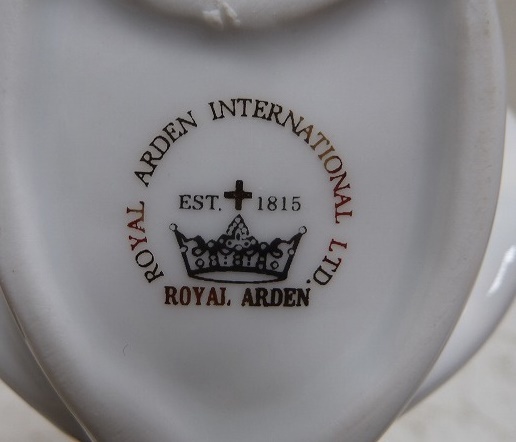 ROYAL ARDEN INTERNATIONAL LTD.
EST. 1815
ROYAL ARDEN